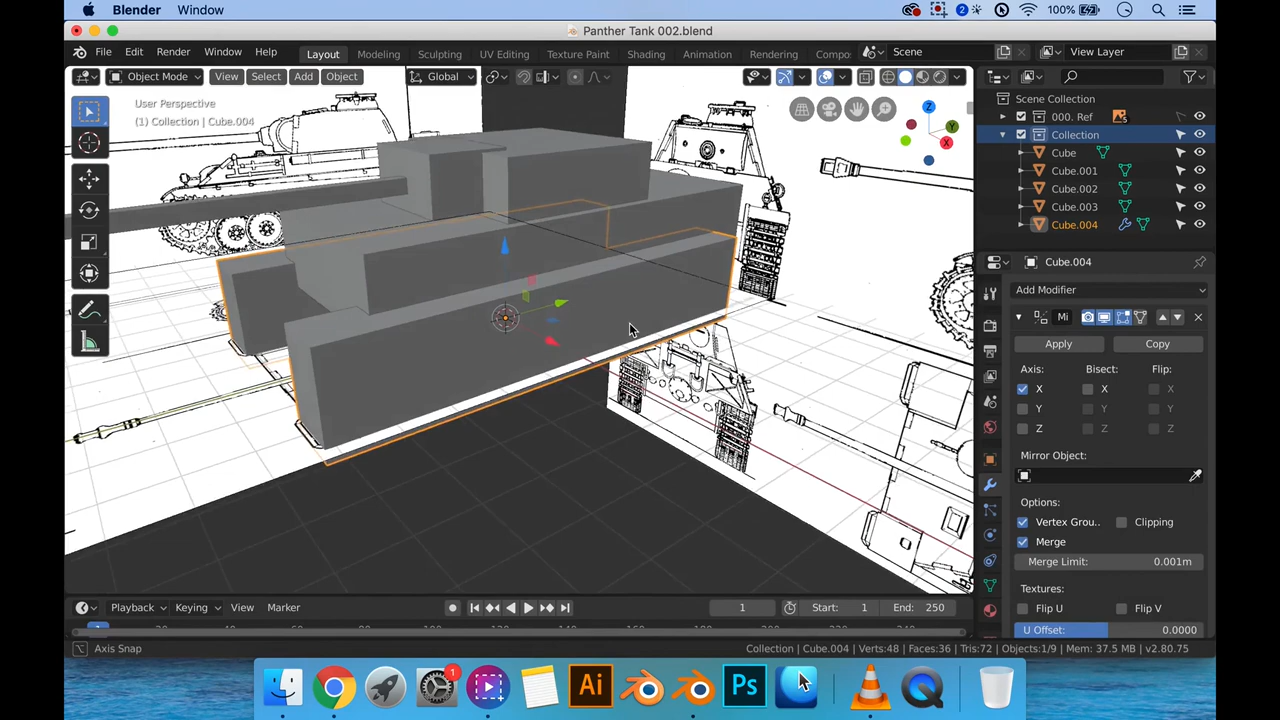 Blender Window 2 100%
Panther Tank 002.blend
File Edit Render Window Help Layout Modeling Sculpting UV Editing Texture Paint Shading Animation Rendering Compo Scene View Layer
Object Mode View Select Add Object Global
User Perspective
(1) Collection | Cube.004
Z
Y
X
Scene Collection
000. Ref 5
Collection
Cube
Cube.001
Cube.002
Cube.003
Cube.004
Cube.004
Add Modifier
Mi
Apply Copy
Axis: Bisect: Flip:
X X X
Y Y Y
Z Z Z
Mirror Object:
Options:
Vertex Grou.. Clipping
Merge
Merge Limit: 0.001m
Textures:
Flip U Flip V
U Offset: 0.0000
Playback Keying View Marker 1 Start: 1 End: 250
Axis Snap Collection | Cube.004 | Verts:48 | Faces:36 | Tris:72 | Objects:1/9 | Mem: 37.5 MB | v2.80.75
1 Ai Ps